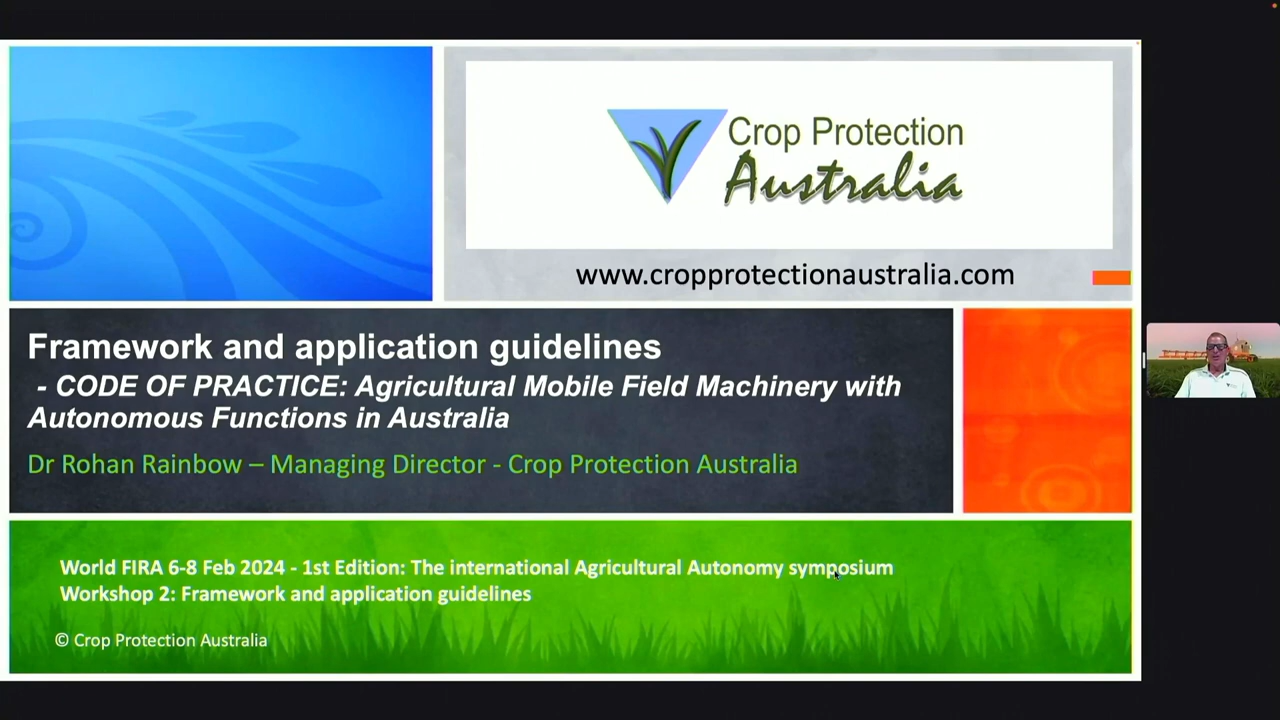 Crop Protection
Australia
www.cropprotectionaustralia.com
Framework and application guidelines
- CODE OF PRACTICE: Agricultural Mobile Field Machinery with
Autonomous Functions in Australia
Dr Rohan Rainbow – Managing Director - Crop Protection Australia
World FIRA 6-8 Feb 2024 - 1st Edition: The international Agricultural Autonomy symposium
Workshop 2: Framework and application guidelines
© Crop Protection Australia